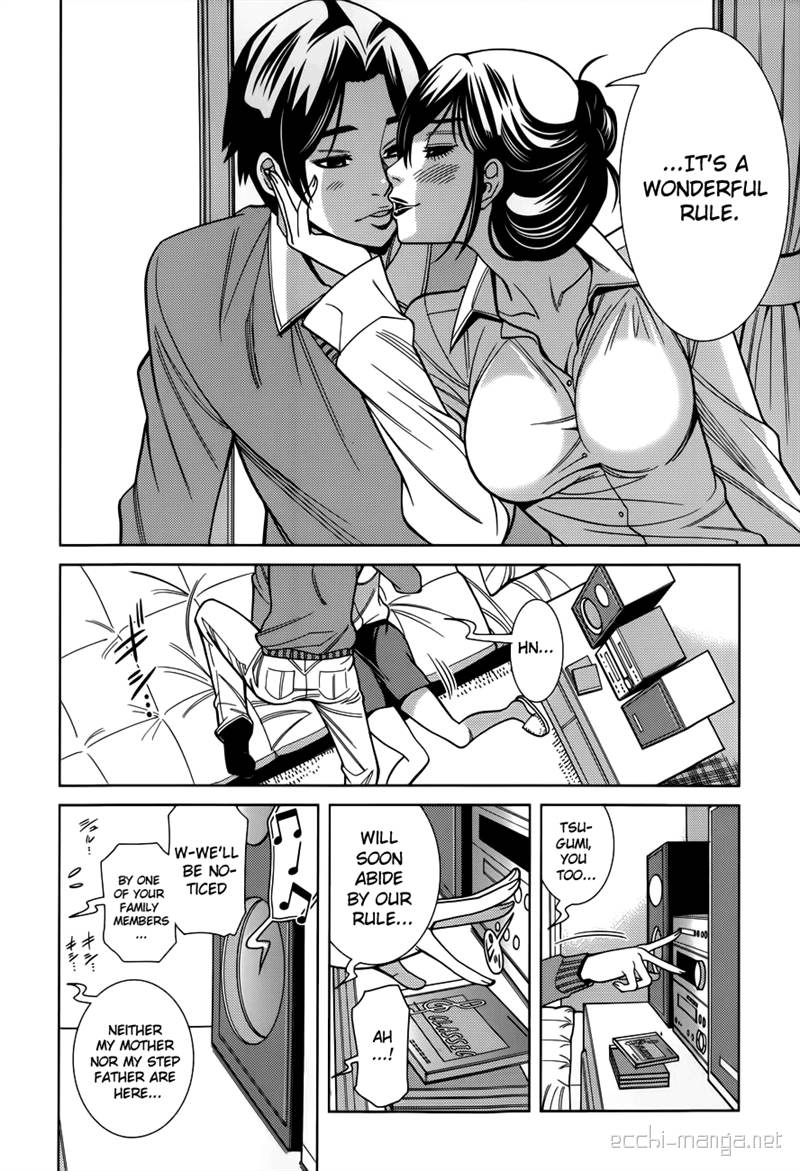 ...IT'S A
WONDERFUL
RULE.
HN...
TSU-
GUMI,
YOU
TOO...
WILL
SOON
ABIDE
BY OUR
RULE...
CLASSIC
AH
...!
W-WE'LL
BE NO-
TICED
BY ONE
OF YOUR
FAMILY
MEMBERS
...
NEITHER
MY MOTHER
NOR MY STEP
FATHER ARE
HERE...
ecchi-manga.net